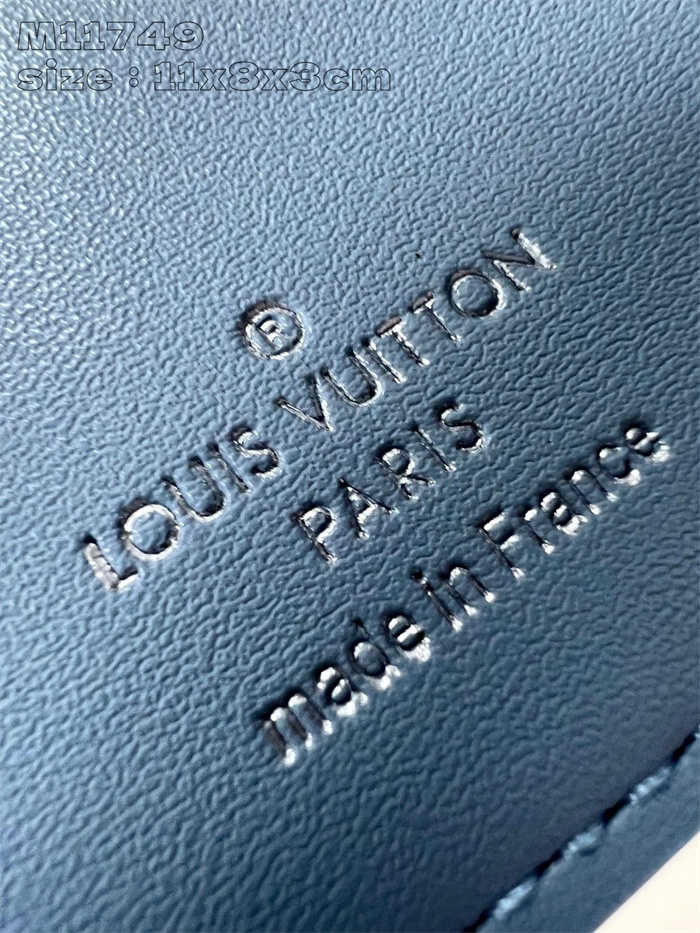 M11749
size : 11x8x3cm
®
LOUIS VUITTON
PARIS
made in France